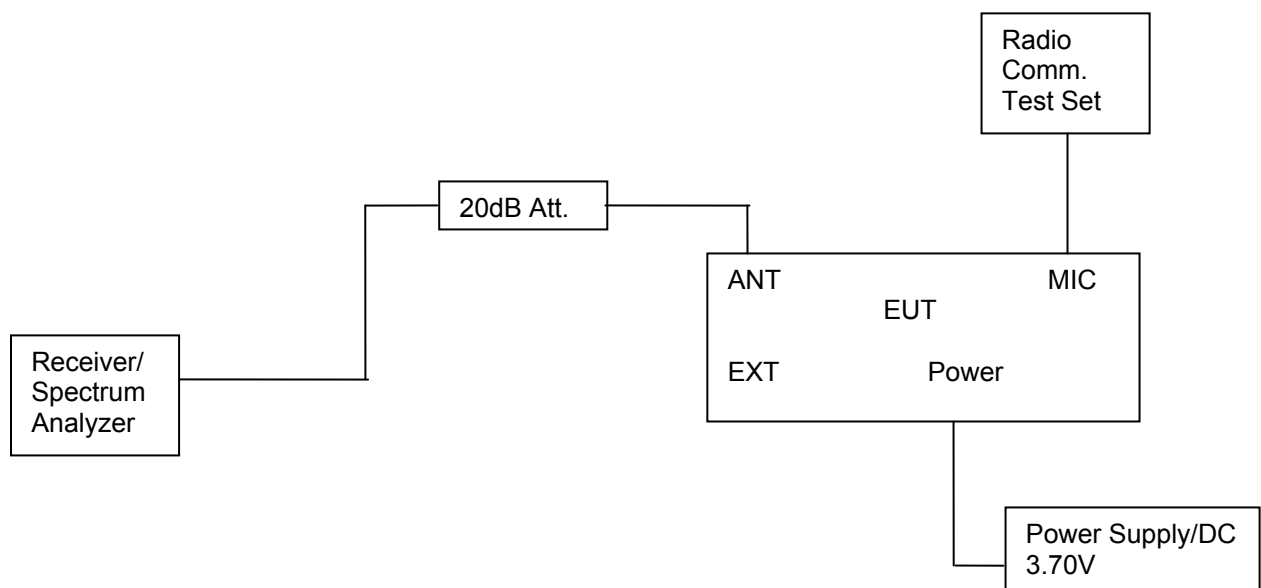 Radio
Comm.
Test Set
20dB Att.
ANT
MIC
EUT
Receiver/
Spectrum
Analyzer
EXT
Power
Power Supply/DC
3.70V